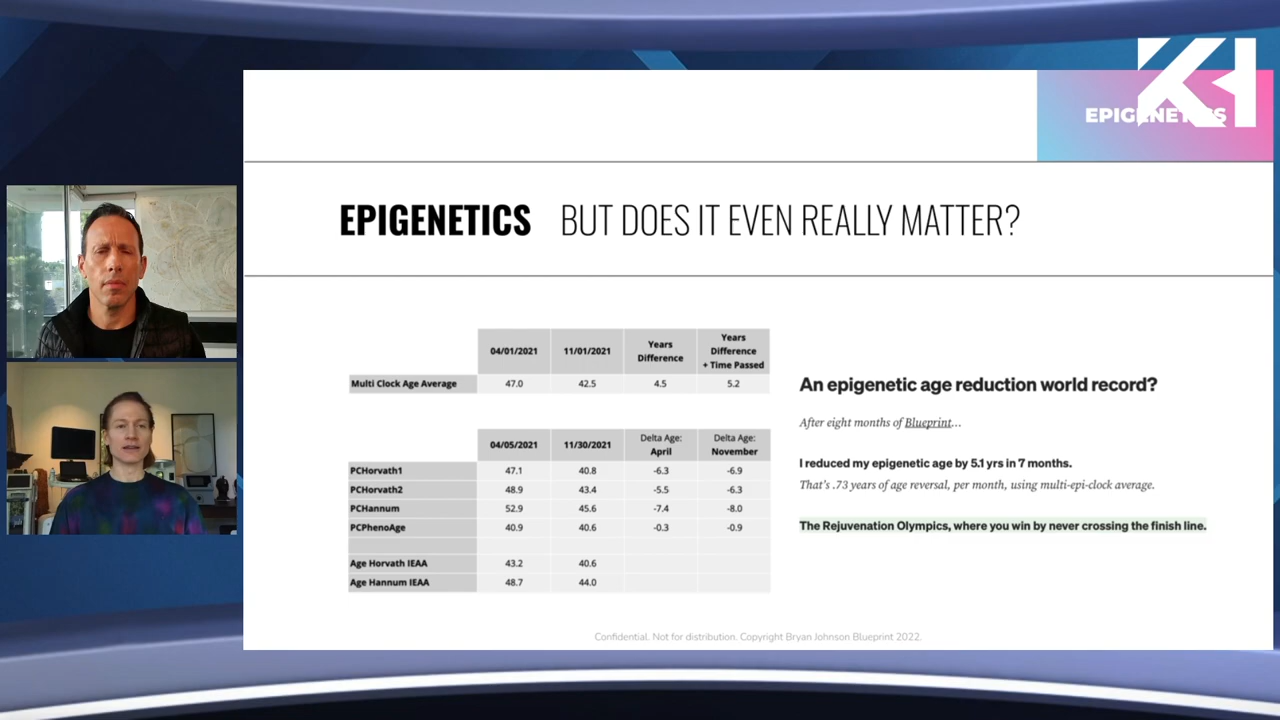 EPIGENETICS
EPIGENETICS BUT DOES IT EVEN REALLY MATTER?
04/01/2021 11/01/2021 Years Difference Years Difference + Time Passed
Multi Clock Age Average 47.0 42.5 4.5 5.2
04/05/2021 11/30/2021 Delta Age: April Delta Age: November
PCHorvath1 47.1 40.8 -6.3 -6.9
PCHorvath2 48.9 43.4 -5.5 -6.3
PCHannum 52.9 45.6 -7.4 -8.0
PCPhenoAge 40.9 40.6 -0.3 -0.9
Age Horvath IEAA 43.2 40.6
Age Hannum IEAA 48.7 44.0
An epigenetic age reduction world record?
After eight months of Blueprint...
I reduced my epigenetic age by 5.1 yrs in 7 months.
That's .73 years of age reversal, per month, using multi-epi-clock average.
The Rejuvenation Olympics, where you win by never crossing the finish line.
Confidential. Not for distribution. Copyright Bryan Johnson Blueprint 2022.